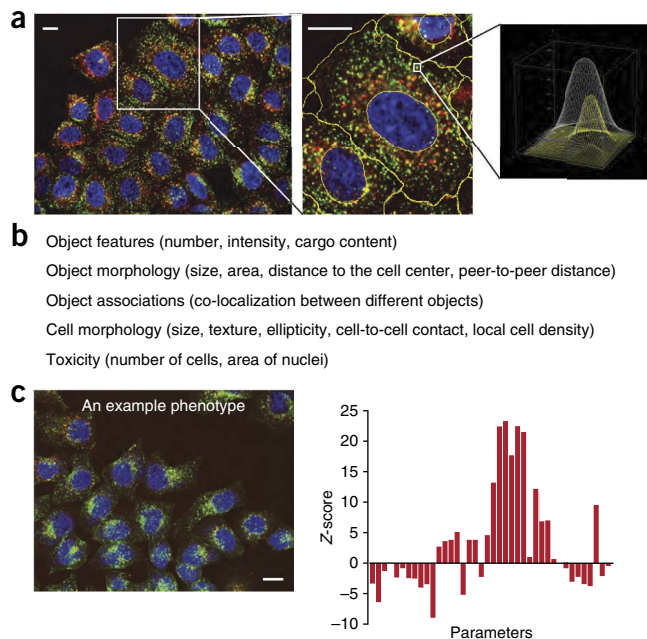 a
b
Object features (number, intensity, cargo content)
Object morphology (size, area, distance to the cell center, peer-to-peer distance)
Object associations (co-localization between different objects)
Cell morphology (size, texture, ellipticity, cell-to-cell contact, local cell density)
Toxicity (number of cells, area of nuclei)
c
An example phenotype
Z-score
25
20
15
10
5
0
–5
–10
Parameters